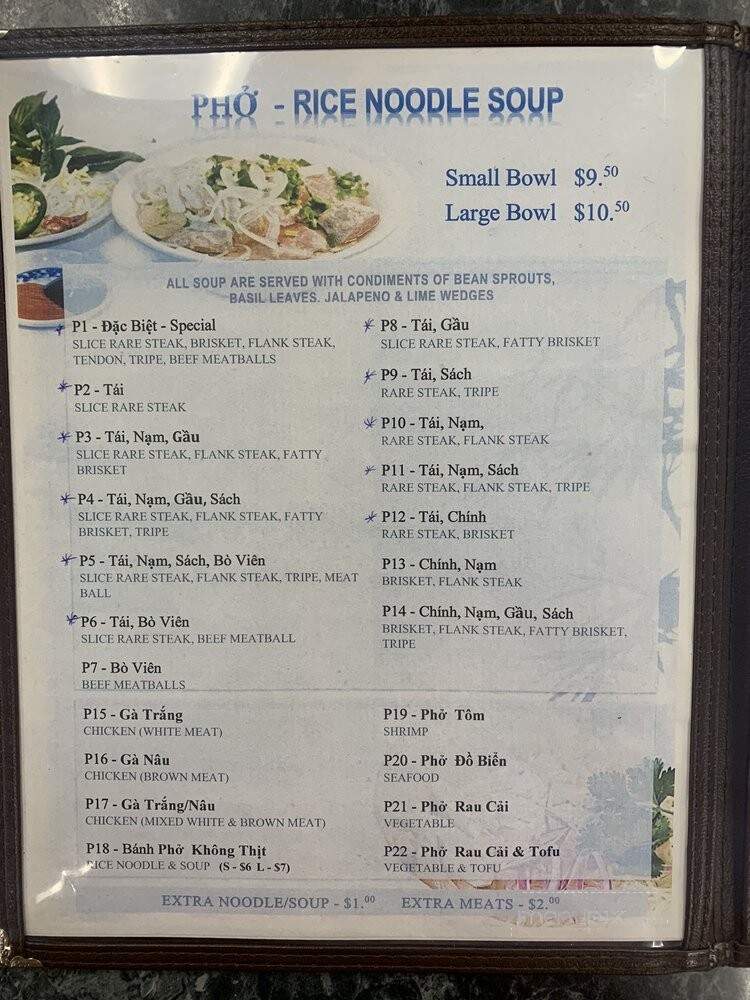 PHỞ - RICE NOODLE SOUP
Small Bowl $9.50
Large Bowl $10.50
ALL SOUP ARE SERVED WITH CONDIMENTS OF BEAN SPROUTS,
BASIL LEAVES. JALAPENO & LIME WEDGES
P1 - Đặc Biệt - Special
SLICE RARE STEAK, BRISKET, FLANK STEAK,
TENDON, TRIPE, BEEF MEATBALLS
P2 - Tái
SLICE RARE STEAK
P3 - Tái, Nạm, Gầu
SLICE RARE STEAK, FLANK STEAK, FATTY
BRISKET
P4 - Tái, Nạm, Gầu, Sách
SLICE RARE STEAK, FLANK STEAK, FATTY
BRISKET, TRIPE
P5 - Tái, Nạm, Sách, Bò Viên
SLICE RARE STEAK, FLANK STEAK, TRIPE, MEAT
BALL
P6 - Tái, Bò Viên
SLICE RARE STEAK, BEEF MEATBALL
P7 - Bò Viên
BEEF MEATBALLS
P8 - Tái, Gầu
SLICE RARE STEAK, FATTY BRISKET
P9 - Tái, Sách
RARE STEAK, TRIPE
P10 - Tái, Nạm,
RARE STEAK, FLANK STEAK
P11 - Tái, Nạm, Sách
RARE STEAK, FLANK STEAK, TRIPE
P12 - Tái, Chính
RARE STEAK, BRISKET
P13 - Chính, Nạm
BRISKET, FLANK STEAK
P14 - Chính, Nạm, Gầu, Sách
BRISKET, FLANK STEAK, FATTY BRISKET,
TRIPE
P15 - Gà Trắng
CHICKEN (WHITE MEAT)
P16 - Gà Nâu
CHICKEN (BROWN MEAT)
P17 - Gà Trắng/Nâu
CHICKEN (MIXED WHITE & BROWN MEAT)
P18 - Bánh Phở Không Thịt
RICE NOODLE & SOUP (S - $6 L - $7)
P19 - Phở Tôm
SHRIMP
P20 - Phở Đồ Biển
SEAFOOD
P21 - Phở Rau Cải
VEGETABLE
P22 - Phở Rau Cải & Tofu
VEGETABLE & TOFU
EXTRA NOODLE/SOUP - $1.00 EXTRA MEATS - $2.00